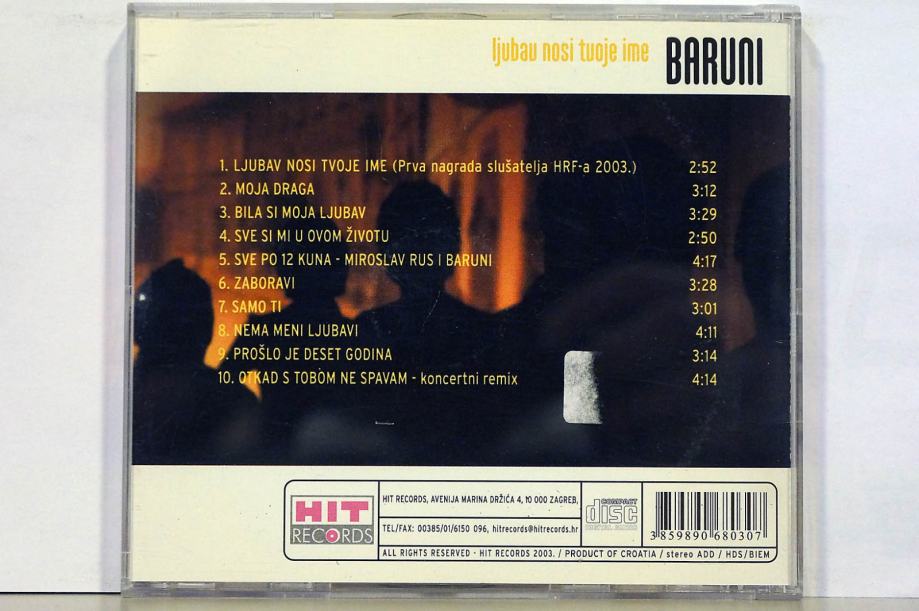 ljubav nosi tvoje ime BARUNI
1. LJUBAV NOSI TVOJE IME (Prva nagrada slušatelja HRF-a 2003.) 2:52
2. MOJA DRAGA 3:12
3. BILA SI MOJA LJUBAV 3:29
4. SVE SI MI U OVOM ŽIVOTU 2:50
5. SVE PO 12 KUNA - MIROSLAV RUS I BARUNI 4:17
6. ZABORAVI 3:28
7. SAMO TI 3:01
8. NEMA MENI LJUBAVI 4:11
9. PROŠLO JE DESET GODINA 3:14
10. OTKAD S TOBOM NE SPAVAM - koncertni remix 4:14
HIT
RECORDS
HIT RECORDS, AVENIJA MARINA DRŽIĆA 4, 10 000 ZAGREB,
TEL/FAX: 00385/01/6150 096, hitrecords@hitrecords.hr
COMPACT
disc
DIGITAL AUDIO
3 859890 680307
ALL RIGHTS RESERVED · HIT RECORDS 2003. / PRODUCT OF CROATIA / stereo ADD / HDS/BIEM